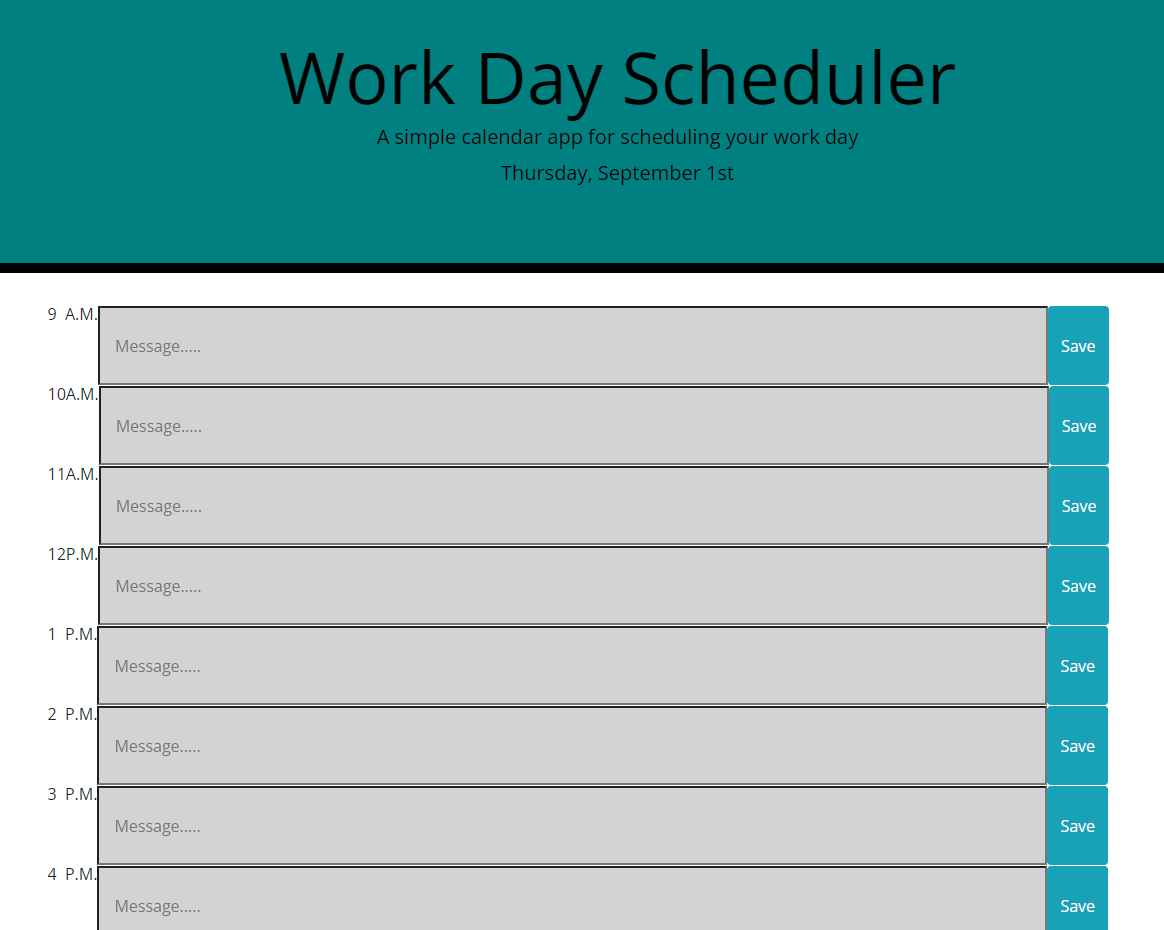 Work Day Scheduler
A simple calendar app for scheduling your work day
Thursday, September 1st
9 A.M. Message..... Save
10A.M. Message..... Save
11A.M. Message..... Save
12P.M. Message..... Save
1 P.M. Message..... Save
2 P.M. Message..... Save
3 P.M. Message..... Save
4 P.M. Message..... Save